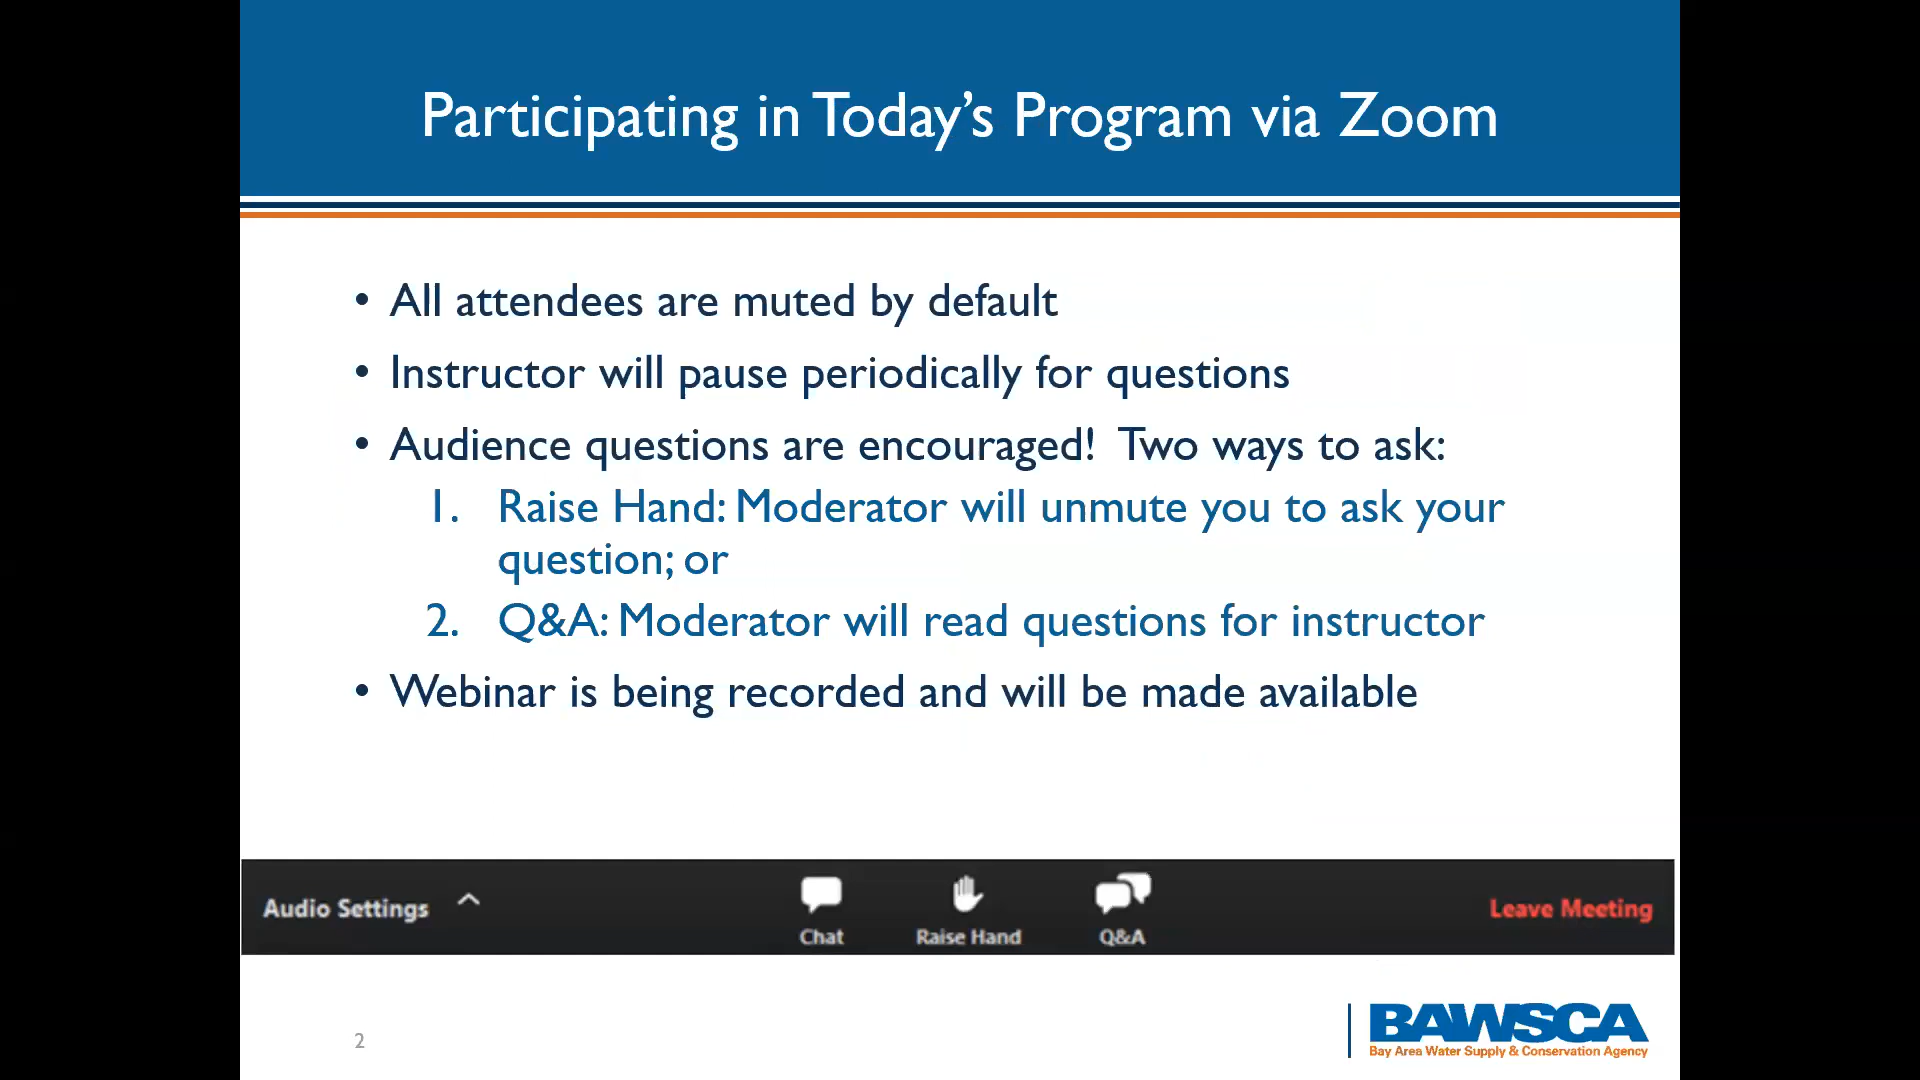 Participating in Today's Program via Zoom
• All attendees are muted by default
• Instructor will pause periodically for questions
• Audience questions are encouraged!  Two ways to ask:
1. Raise Hand: Moderator will unmute you to ask your
question; or
2. Q&A: Moderator will read questions for instructor
• Webinar is being recorded and will be made available
Audio Settings
Chat
Raise Hand
Q&A
Leave Meeting
2
BAWSCA
Bay Area Water Supply & Conservation Agency